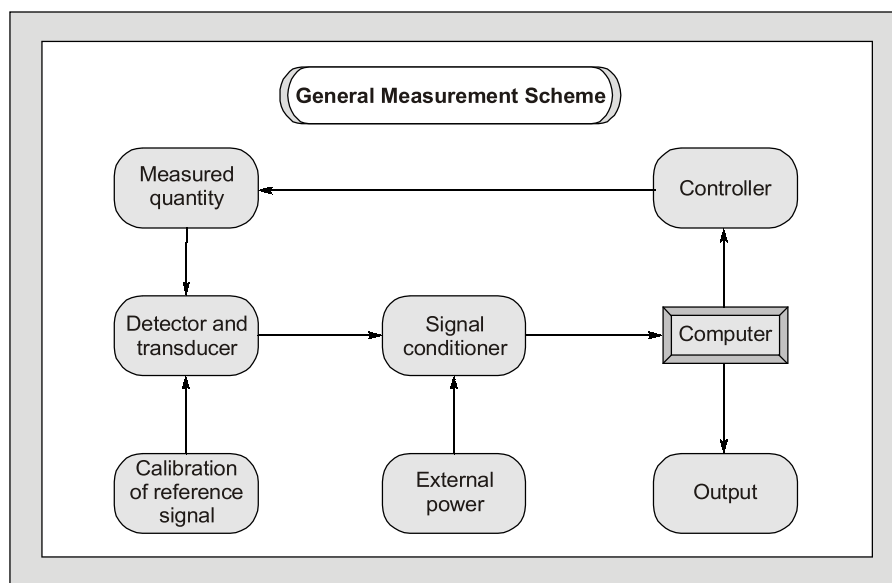 General Measurement Scheme
Measured
quantity
Controller
Detector and
transducer
Signal
conditioner
Computer
Calibration
of reference
signal
External
power
Output